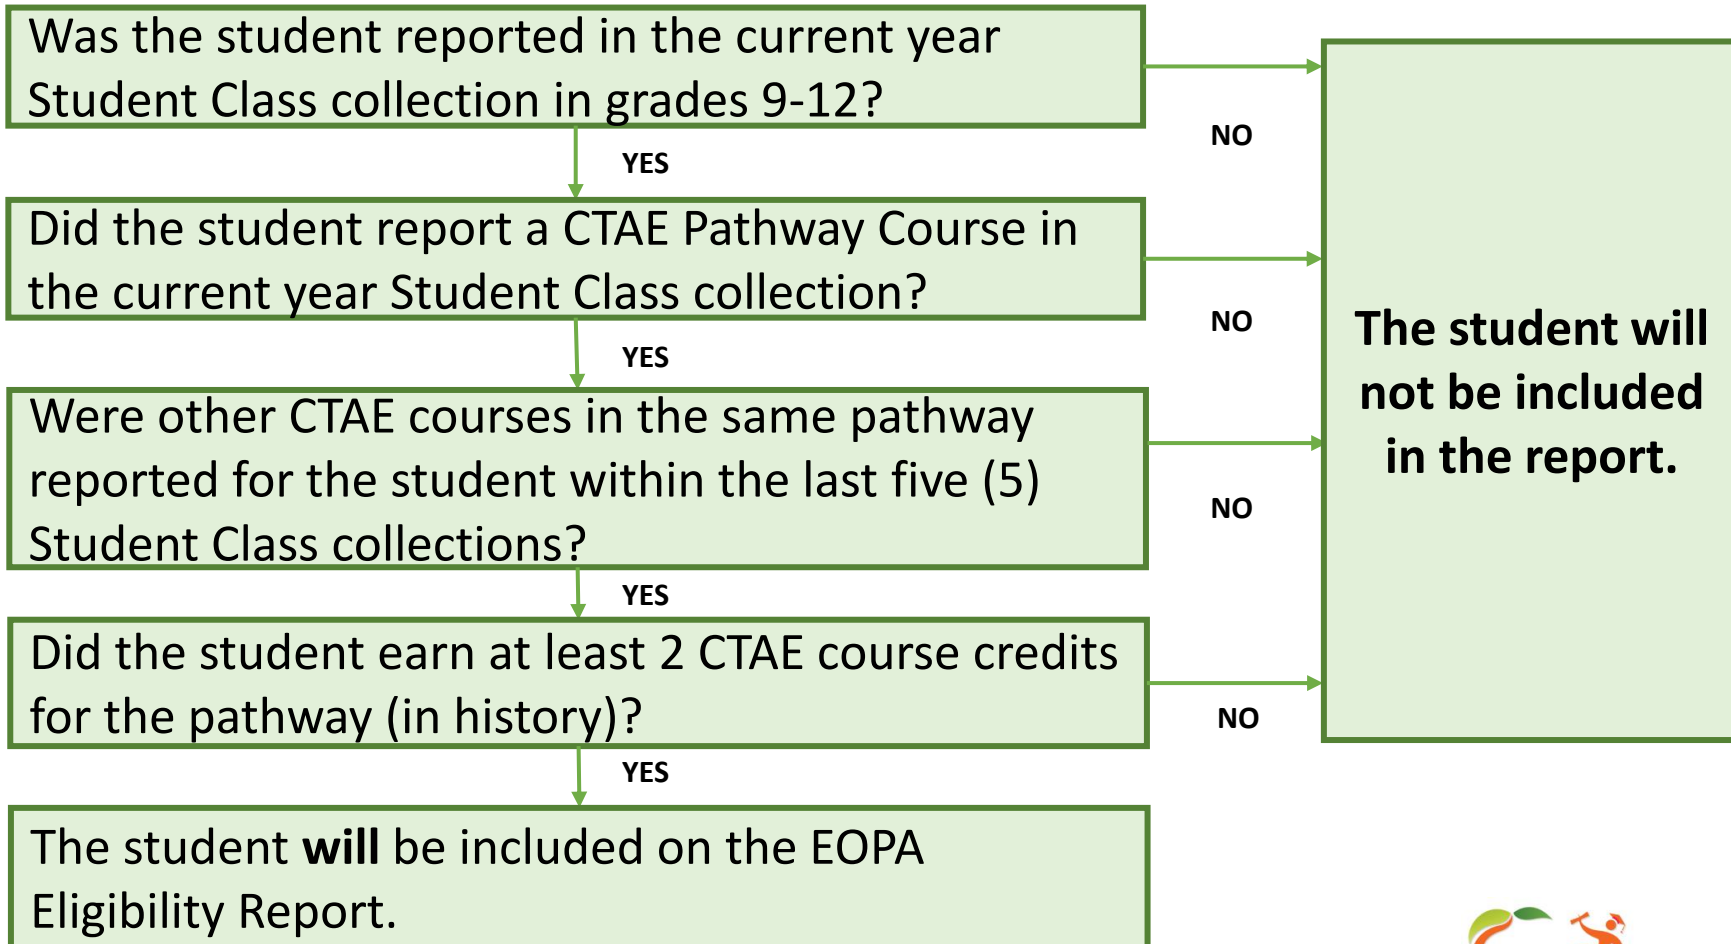 Was the student reported in the current year
Student Class collection in grades 9-12?
NO
YES
Did the student report a CTAE Pathway Course in
the current year Student Class collection?
NO
YES
Were other CTAE courses in the same pathway
reported for the student within the last five (5)
Student Class collections?
NO
YES
Did the student earn at least 2 CTAE course credits
for the pathway (in history)?
NO
YES
The student will be included on the EOPA
Eligibility Report.
The student will
not be included
in the report.